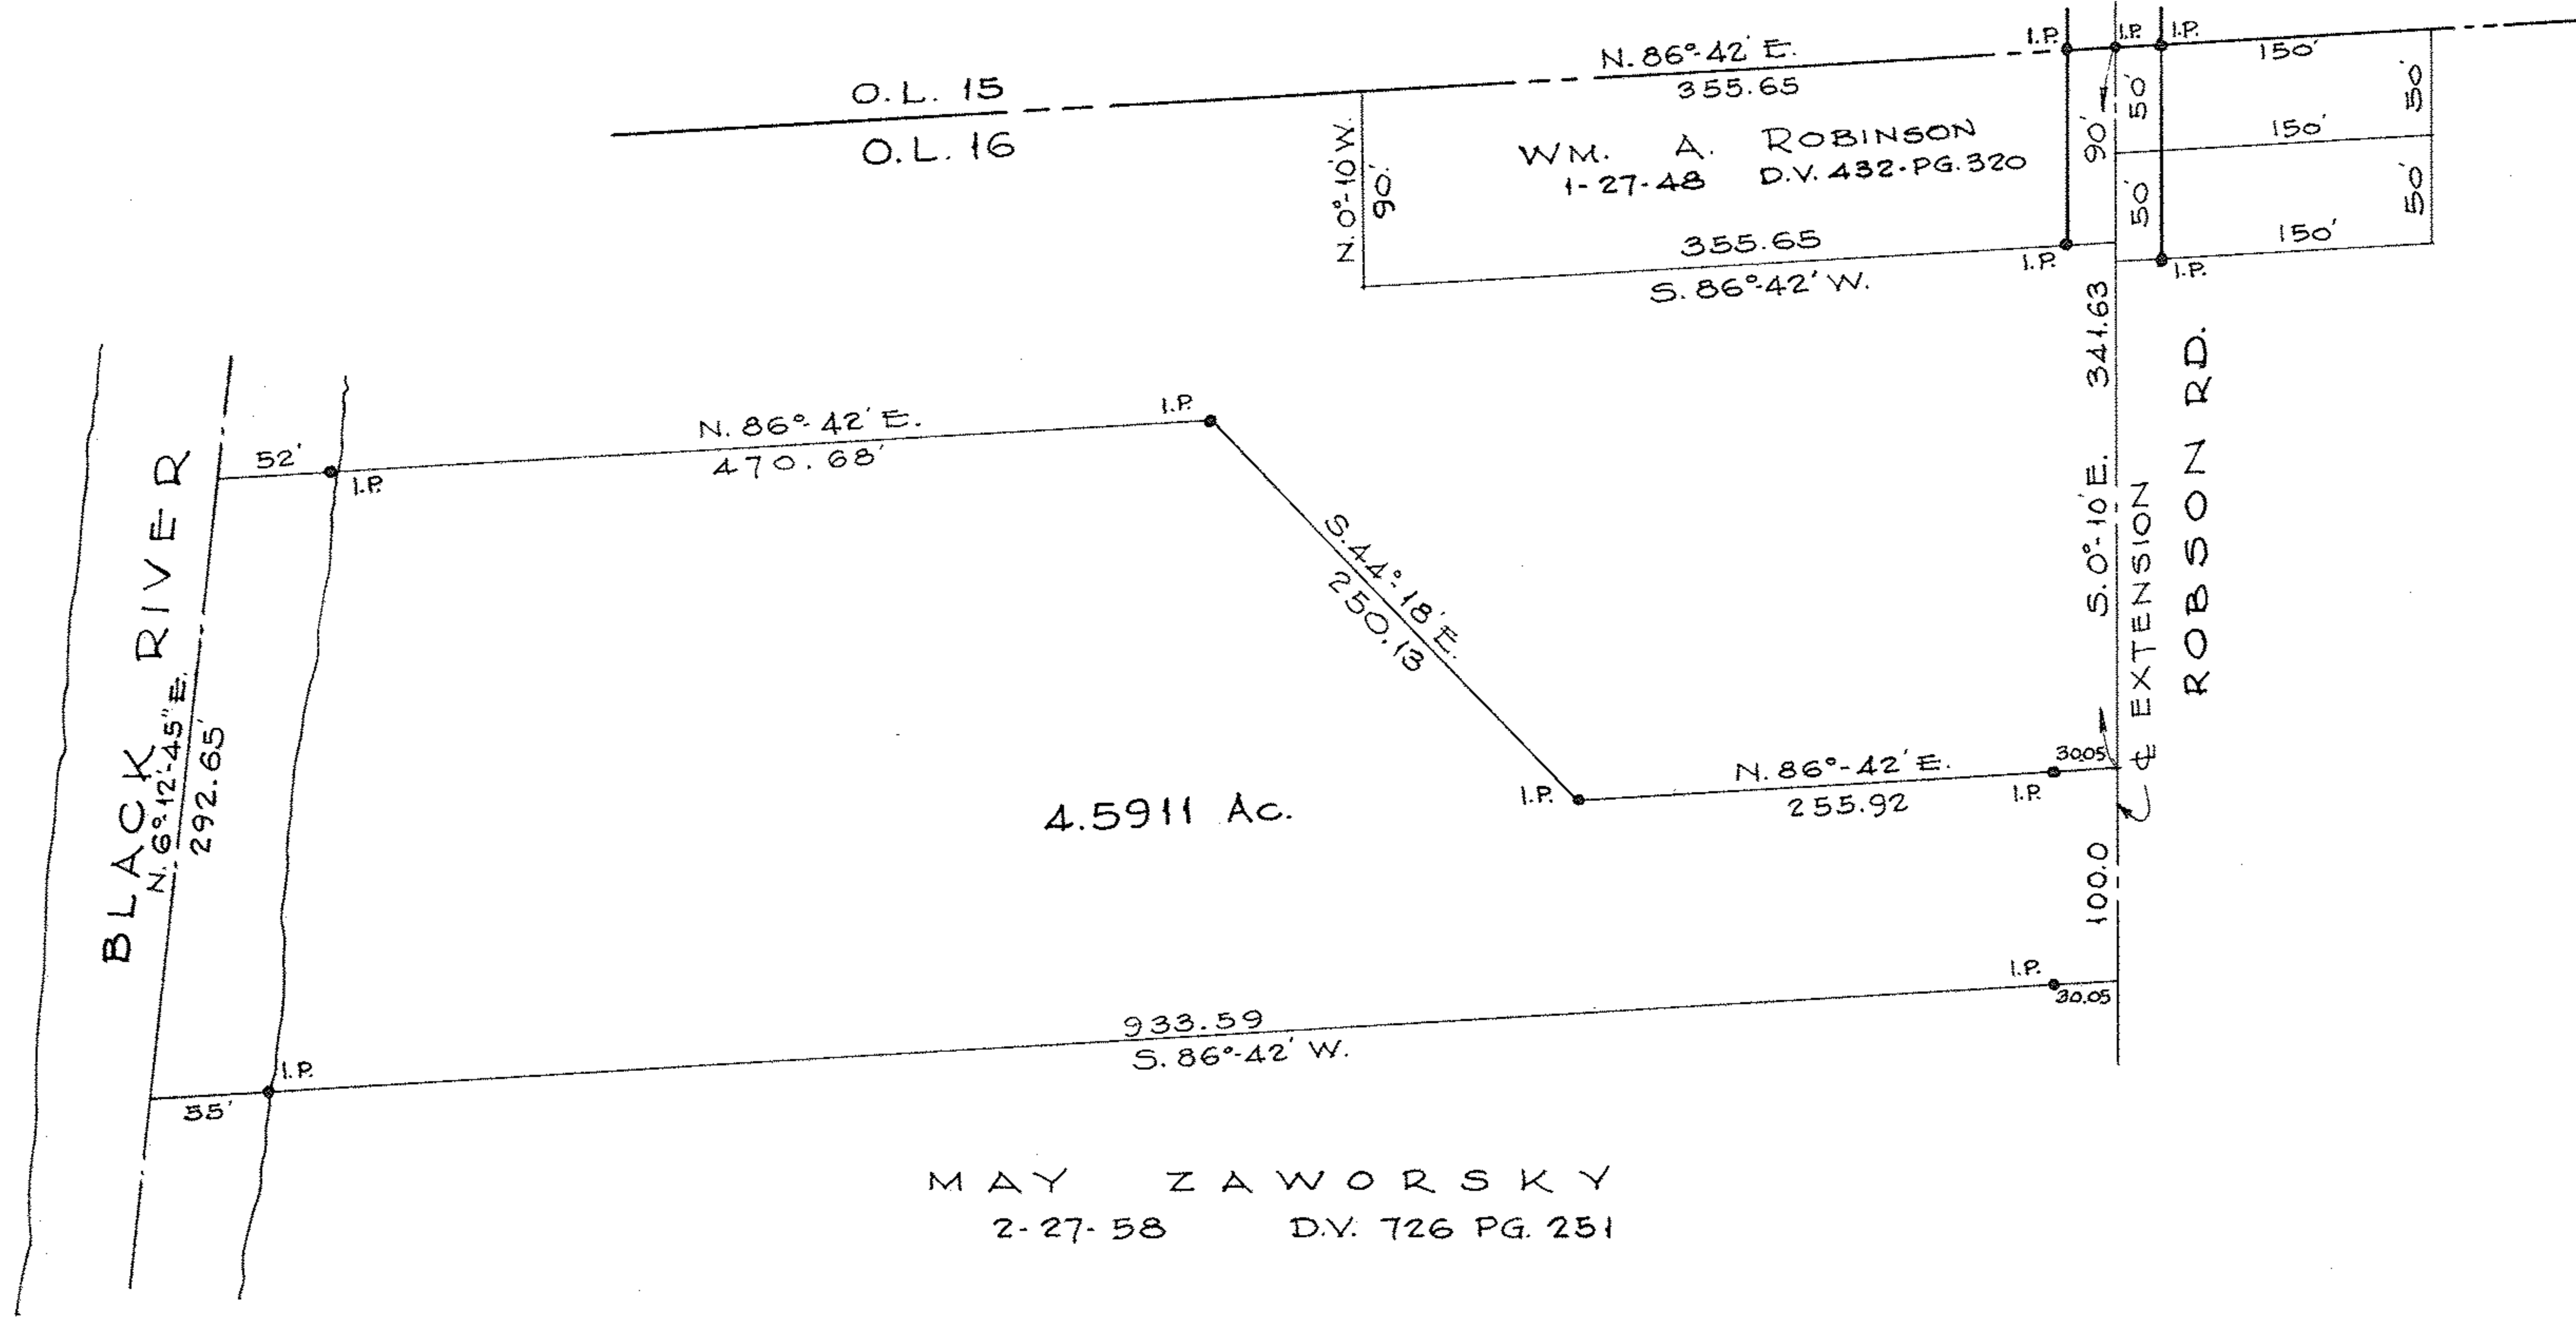 O.L. 15
O.L. 16
N. 86°-42' E.
355.65
I.P.
I.P.
I.P.
150'
50'
50'
90'
N. 0°-10' W.
90'
WM. A. ROBINSON
1-27-48 D.V. 432-PG. 320
150'
50'
50'
150'
355.65
S. 86°-42' W.
I.P.
I.P.
341.63
S. 0°-10' E.
℄ EXTENSION
ROBSON RD.
52'
I.P.
N. 86°-42' E.
470.68'
I.P.
S. 44°-18' E.
250.13
BLACK RIVER
N. 6°-12'-45" E.
292.65'
4.5911 Ac.
I.P.
N. 86°-42' E.
255.92
30.05
I.P.
100.0
I.P.
30.05
933.59
S. 86°-42' W.
I.P.
55'
MAY ZAWORSKY
2-27-58 D.V. 726 PG. 251